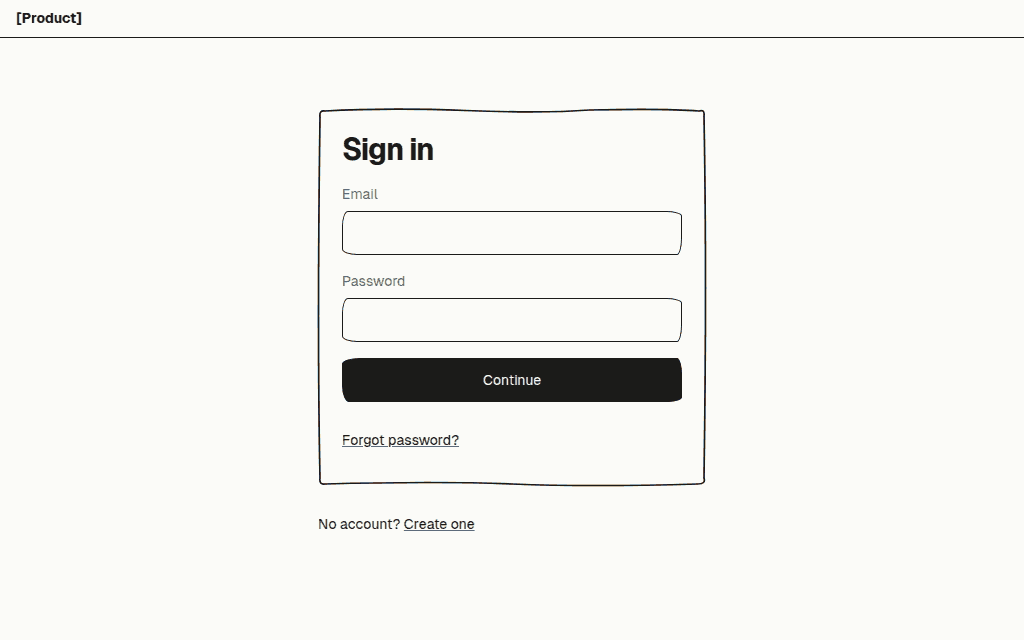 [Product]
Sign in
Email
Password
Continue
Forgot password?
No account? Create one